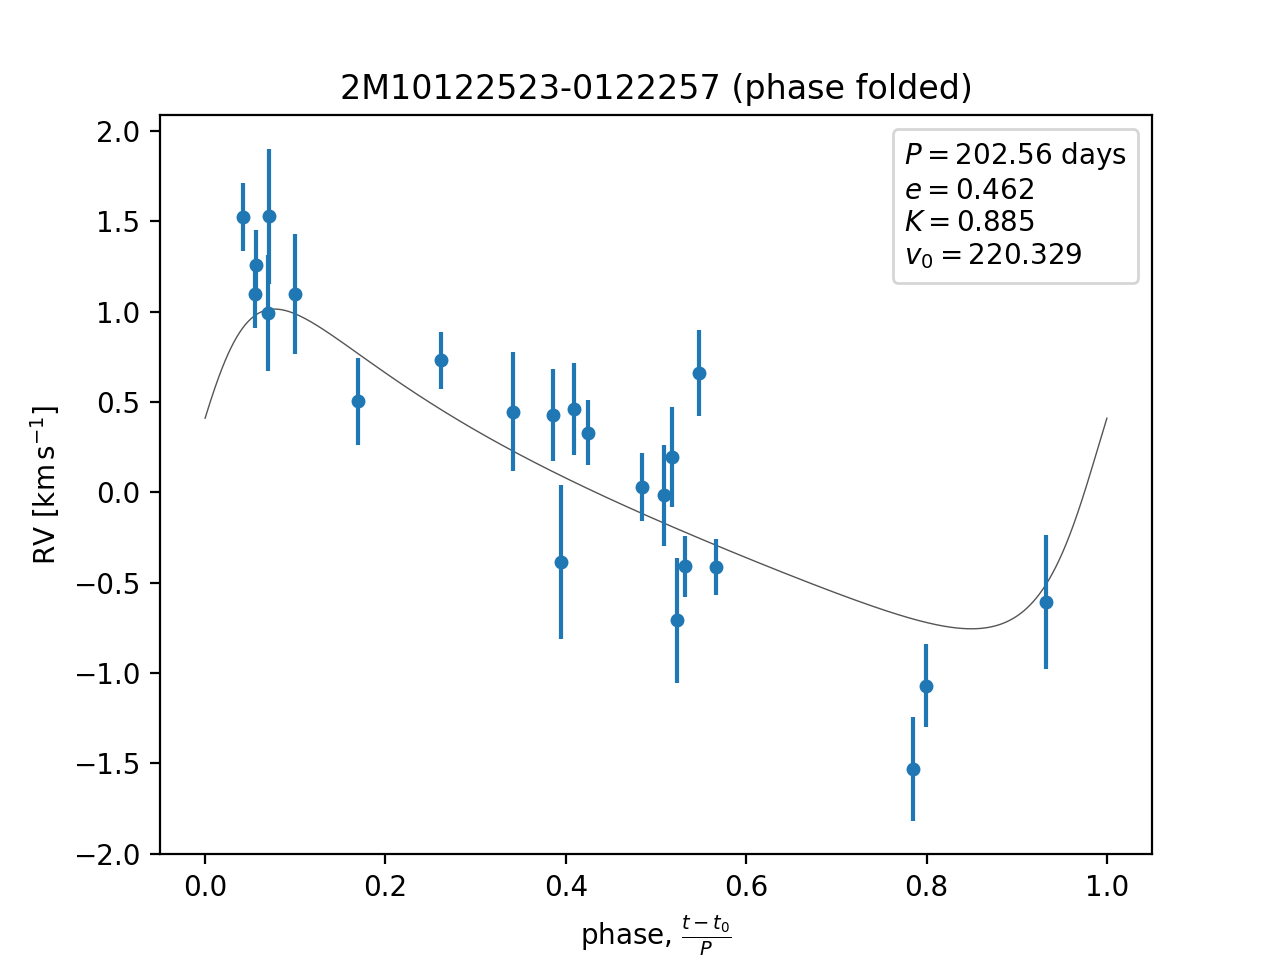 2M10122523-0122257 (phase folded)
P = 202.56 days
e = 0.462
K = 0.885
v₀ = 220.329
RV [km s⁻¹]
2.0
1.5
1.0
0.5
0.0
−0.5
−1.0
−1.5
−2.0
0.0 0.2 0.4 0.6 0.8 1.0
phase, (t − t₀)/P